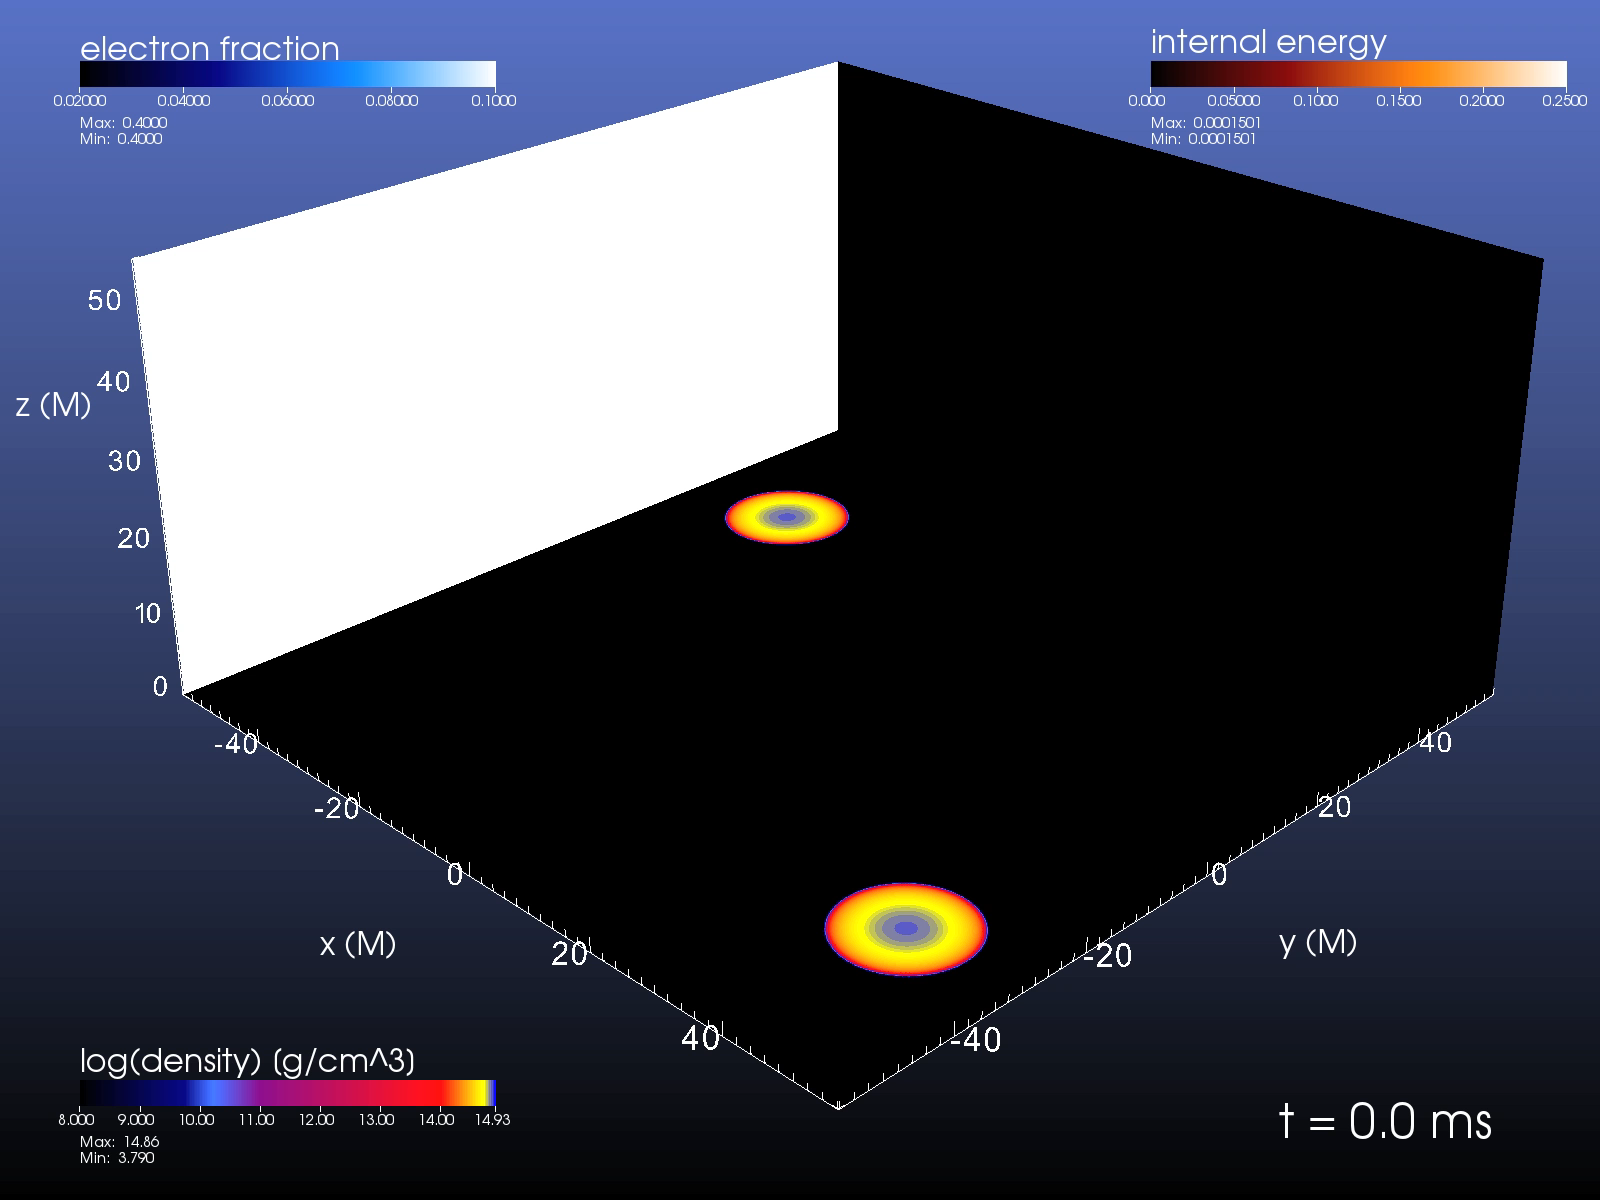 electron fraction
0.02000 0.04000 0.06000 0.08000 0.1000
Max: 0.4000
Min: 0.4000
internal energy
0.000 0.05000 0.1000 0.1500 0.2000 0.2500
Max: 0.0001501
Min: 0.0001501
50
40
z (M)
30
20
10
0
-40
-20
0
20
40
x (M)
40
20
0
-20
-40
y (M)
log(density) (g/cm^3)
8.000 9.000 10.00 11.00 12.00 13.00 14.00 14.93
Max: 14.86
Min: 3.790
t = 0.0 ms